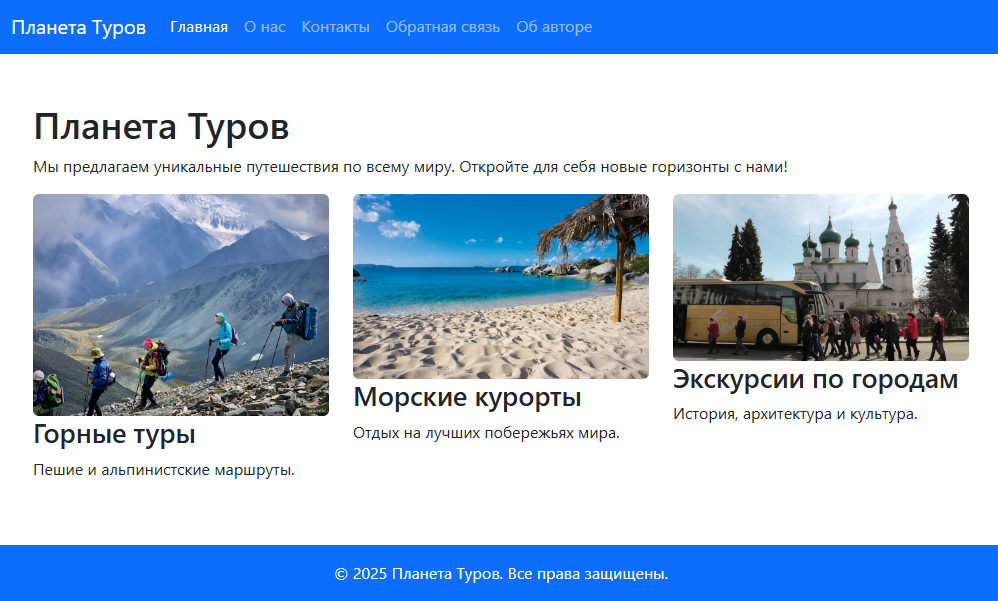 Планета Туров Главная О нас Контакты Обратная связь Об авторе
Планета Туров
Мы предлагаем уникальные путешествия по всему миру. Откройте для себя новые горизонты с нами!
Горные туры
Пешие и альпинистские маршруты.
Морские курорты
Отдых на лучших побережьях мира.
Экскурсии по городам
История, архитектура и культура.
© 2025 Планета Туров. Все права защищены.